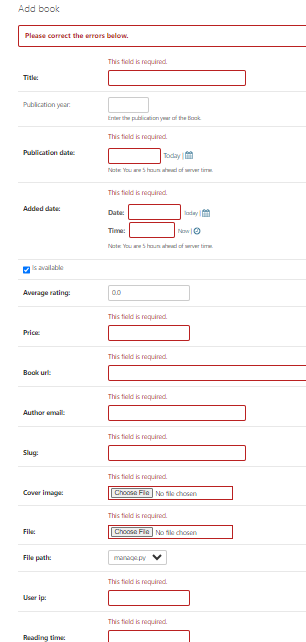 Add book
Please correct the errors below.
This field is required.
Title:
Publication year:
Enter the publication year of the Book.
This field is required.
Publication date:
Today |
Note: You are 5 hours ahead of server time.
This field is required.
Added date:
Date:
Today |
Time:
Now |
Note: You are 5 hours ahead of server time.
Is available
Average rating:
0.0
This field is required.
Price:
This field is required.
Book url:
This field is required.
Author email:
This field is required.
Slug:
This field is required.
Cover image:
Choose File No file chosen
This field is required.
File:
Choose File No file chosen
File path:
manage.py
This field is required.
User ip:
This field is required.
Reading time: